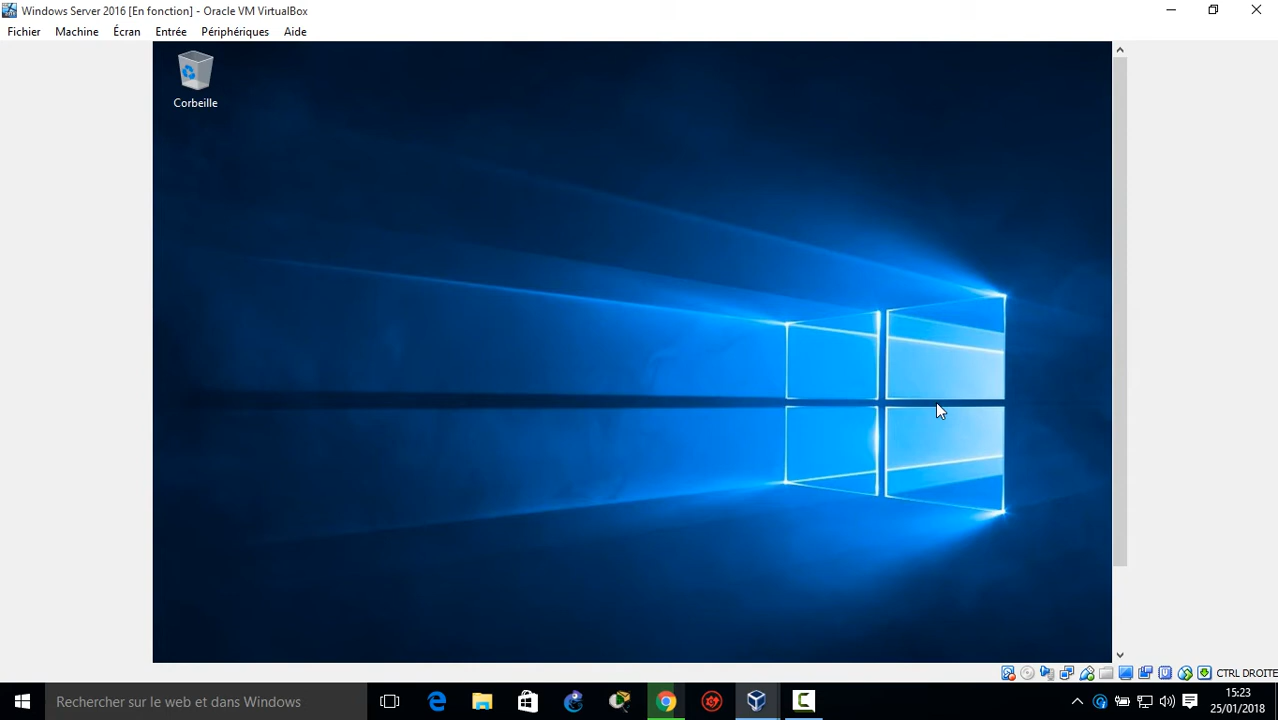 Windows Server 2016 [En fonction] - Oracle VM VirtualBox
Fichier Machine Écran Entrée Périphériques Aide
Corbeille
CTRL DROITE
Rechercher sur le web et dans Windows
15:23
25/01/2018